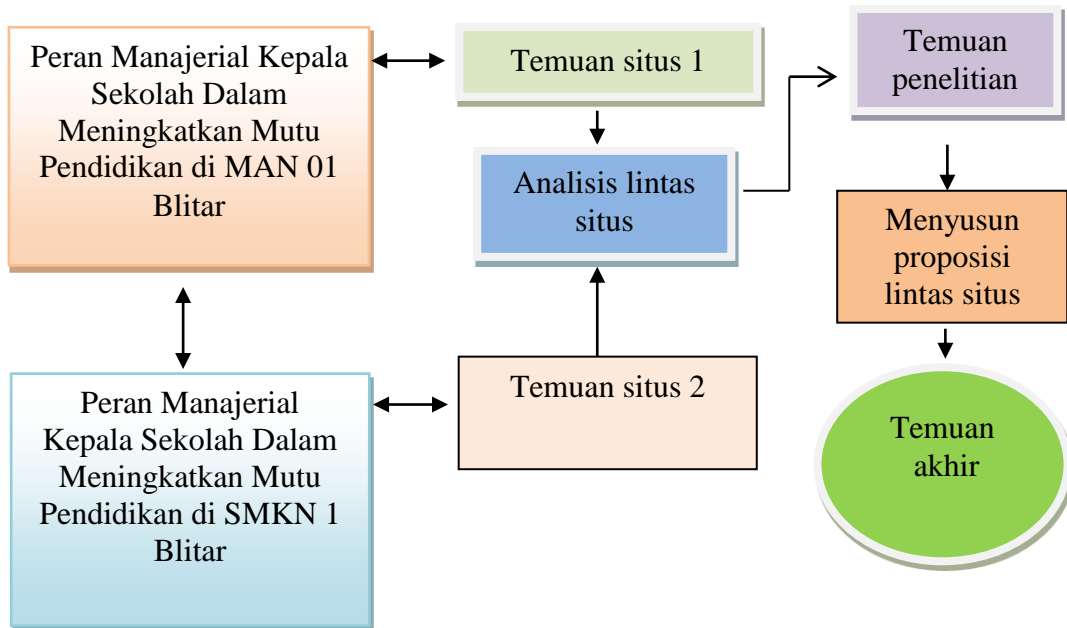 Peran Manajerial Kepala
Sekolah Dalam
Meningkatkan Mutu
Pendidikan di MAN 01
Blitar
Temuan situs 1
Temuan
penelitian
Analisis lintas
situs
Menyusun
proposisi
lintas situs
Peran Manajerial
Kepala Sekolah Dalam
Meningkatkan Mutu
Pendidikan di SMKN 1
Blitar
Temuan situs 2
Temuan
akhir